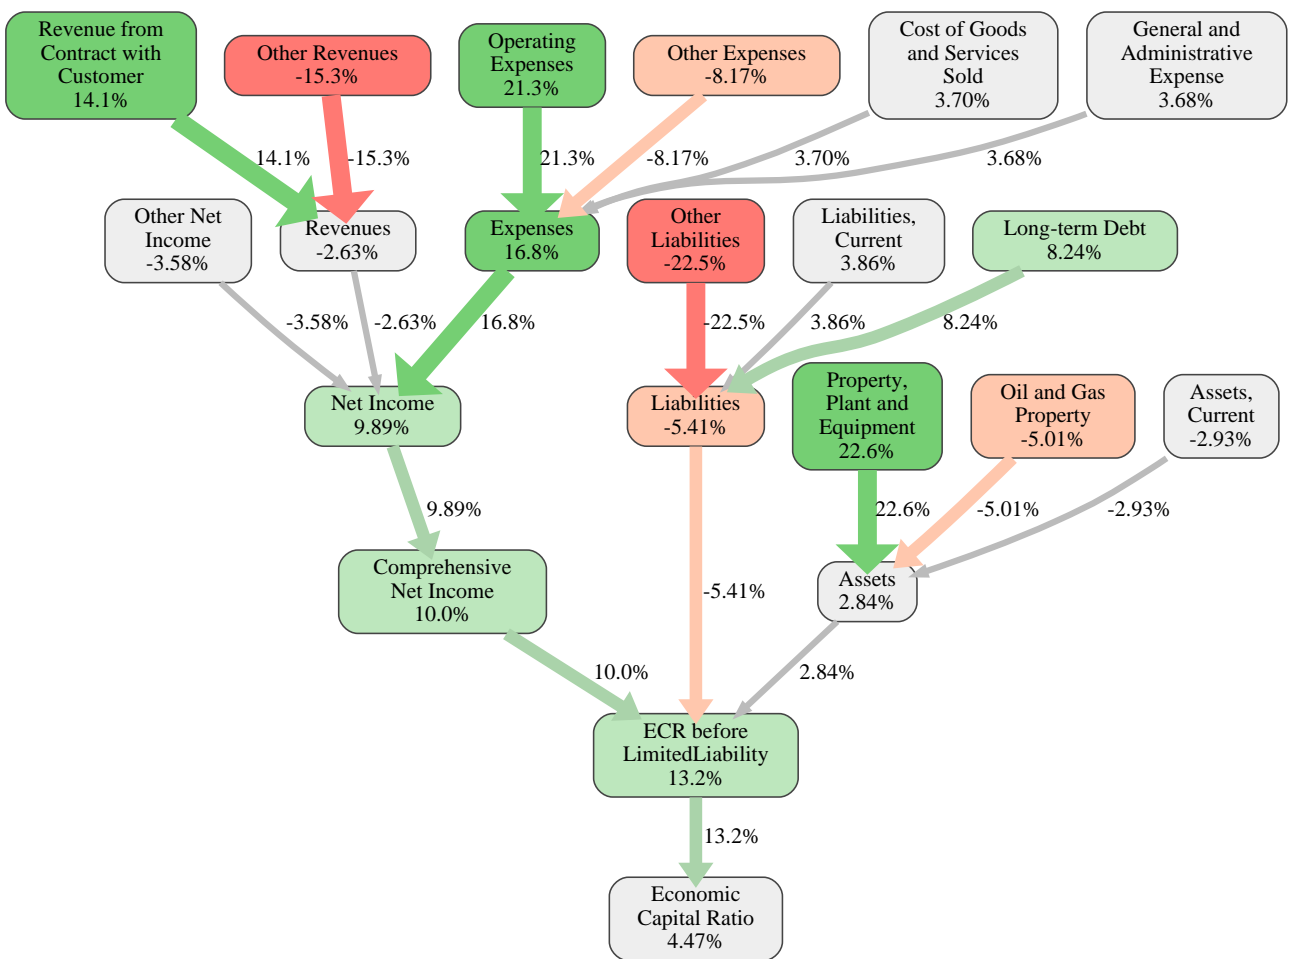 Revenue from
Contract with
Customer
14.1%
Other Revenues
-15.3%
Operating
Expenses
21.3%
Other Expenses
-8.17%
Cost of Goods
and Services
Sold
3.70%
General and
Administrative
Expense
3.68%
14.1%
-15.3%
21.3%
-8.17%
3.70%
3.68%
Other Net
Income
-3.58%
Revenues
-2.63%
Expenses
16.8%
Other
Liabilities
-22.5%
Liabilities,
Current
3.86%
Long-term Debt
8.24%
-3.58%
-2.63%
16.8%
-22.5%
3.86%
8.24%
Net Income
9.89%
Liabilities
-5.41%
Property,
Plant and
Equipment
22.6%
Oil and Gas
Property
-5.01%
Assets,
Current
-2.93%
9.89%
22.6%
-5.01%
-2.93%
Comprehensive
Net Income
10.0%
-5.41%
Assets
2.84%
10.0%
2.84%
ECR before
LimitedLiability
13.2%
13.2%
Economic
Capital Ratio
4.47%